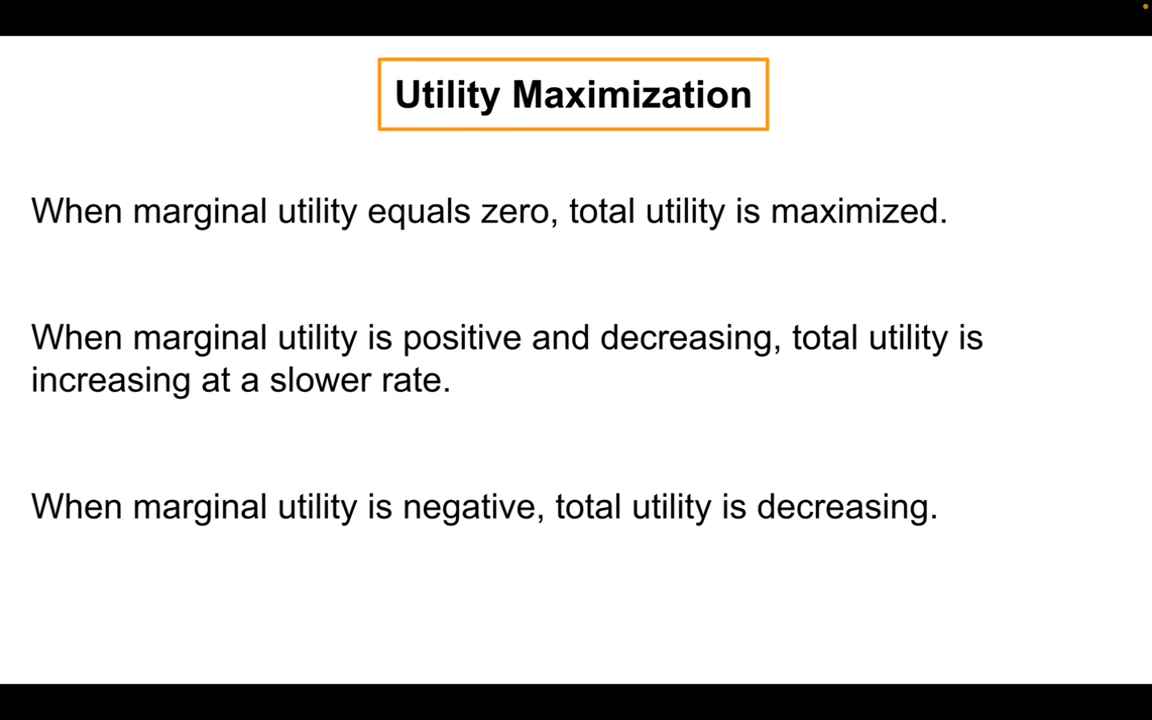 Utility Maximization
When marginal utility equals zero, total utility is maximized.
When marginal utility is positive and decreasing, total utility is
increasing at a slower rate.
When marginal utility is negative, total utility is decreasing.